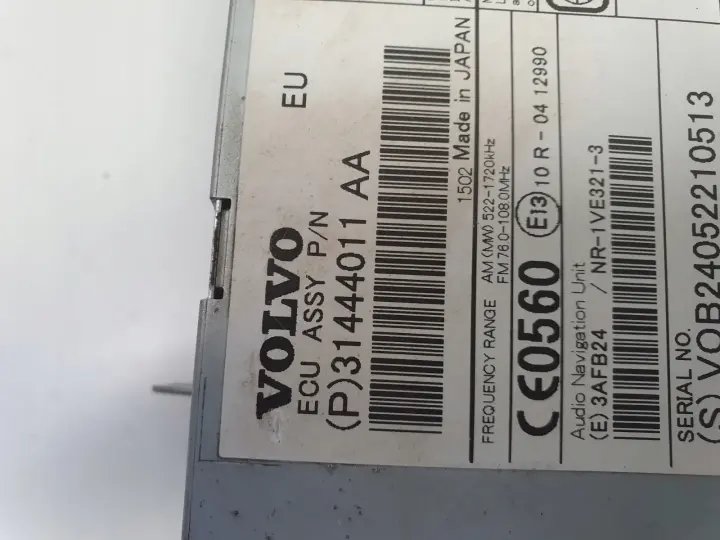 VOLVO EU
ECU ASSY P/N
(P)31444011 AA
1502 Made in JAPAN
FREQUENCY RANGE AM (MW) 522-1720kHz
FM 76.0-108.0MHz
CE0560 E13 10 R-04 12990
Audio Navigation Unit
(E) 3AFB24 / NR-1VE321-3
SERIAL NO.
(S) VOB24052210513